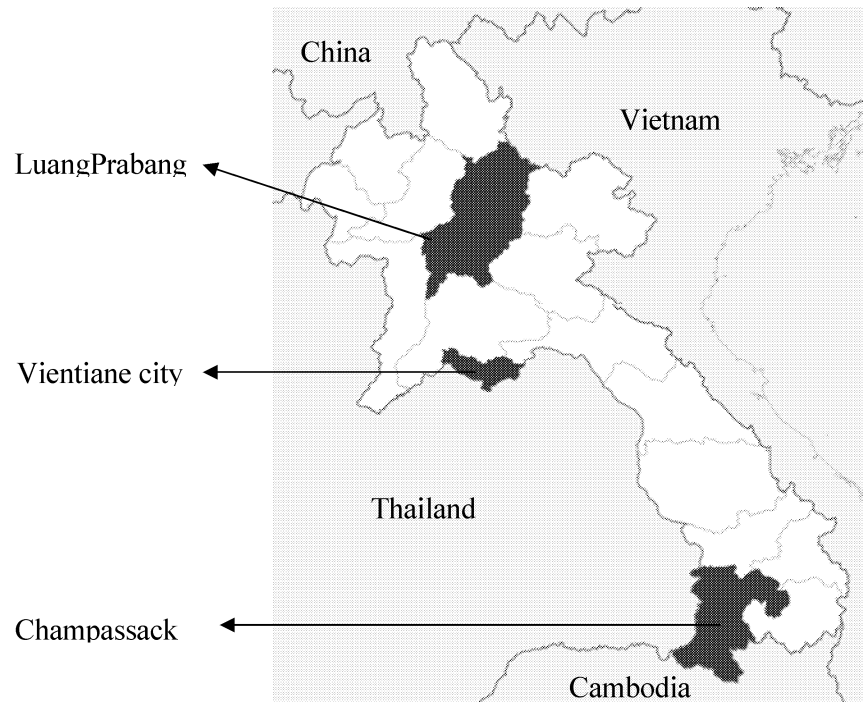 China
Vietnam
LuangPrabang
Vientiane city
Thailand
Champassack
Cambodia